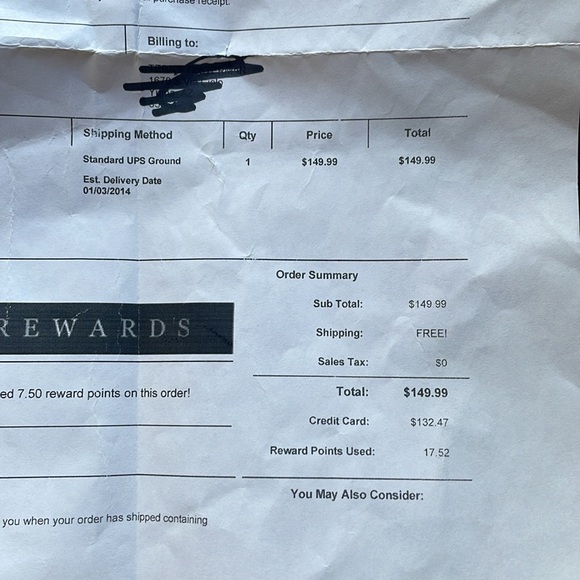 purchase receipt.
Billing to:
Shipping Method Qty Price Total
Standard UPS Ground 1 $149.99 $149.99
Est. Delivery Date
01/03/2014
Order Summary
Sub Total: $149.99
REWARDS
Shipping: FREE!
Sales Tax: $0
ed 7.50 reward points on this order!
Total: $149.99
Credit Card: $132.47
Reward Points Used: 17.52
You May Also Consider:
you when your order has shipped containing